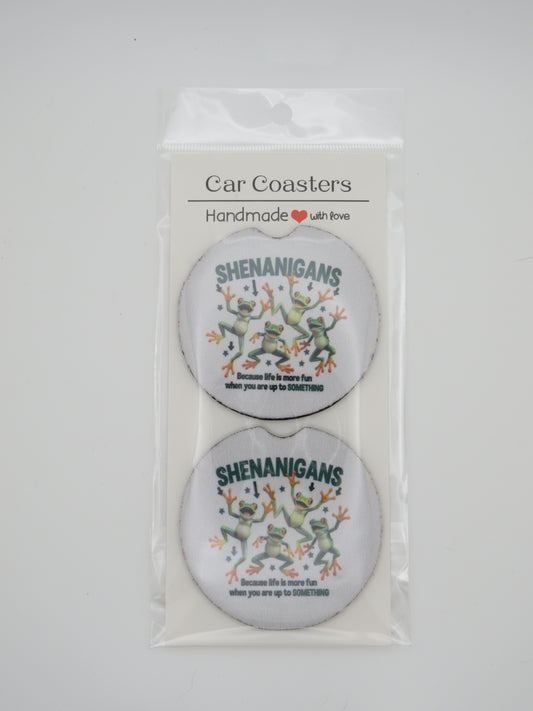 Car Coasters
Handmade with love
SHENANIGANS
Because life is more fun
when you are up to SOMETHING
SHENANIGANS
Because life is more fun
when you are up to SOMETHING